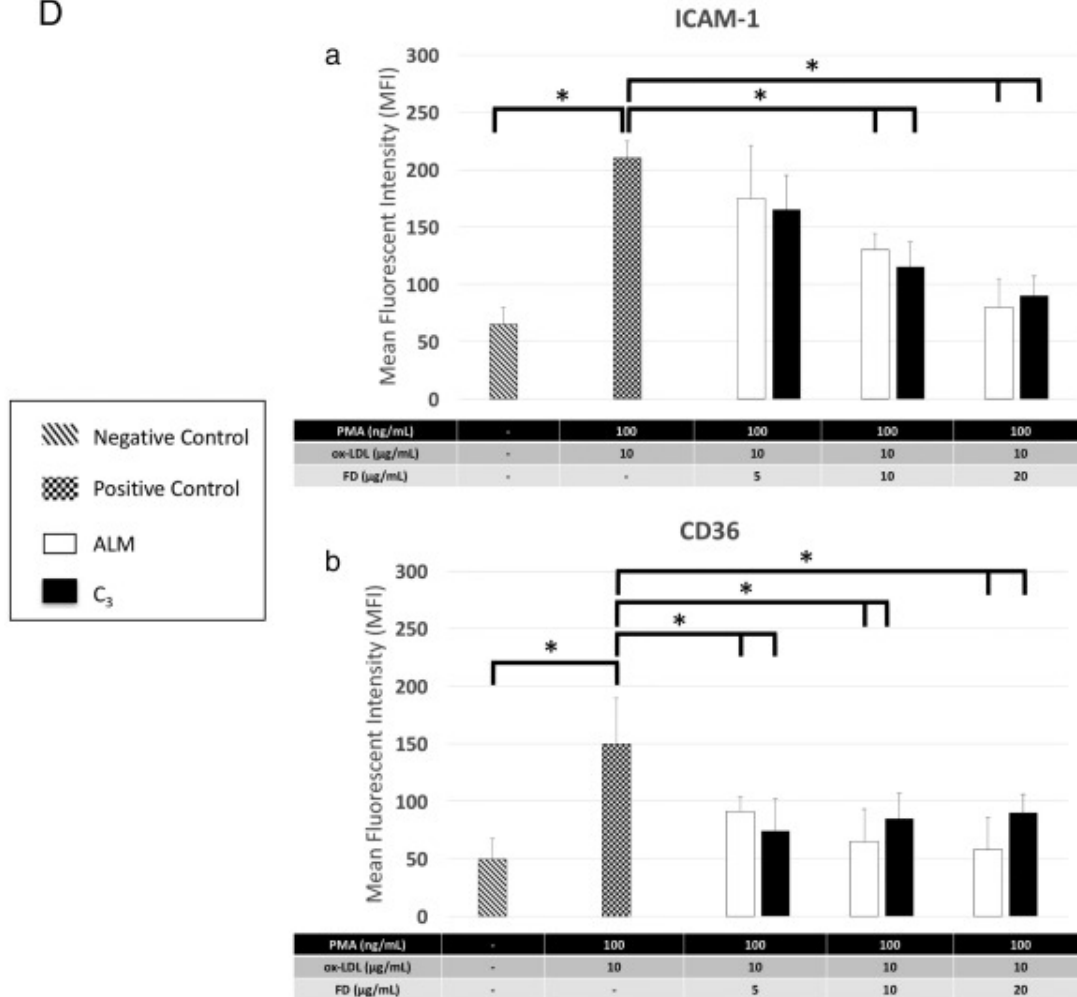 D
ICAM-1
a
Mean Fluorescent Intensity (MFI)
300
250
200
150
100
50
0
*
*
*
PMA (ng/mL) - 100 100 100 100
ox-LDL (µg/mL) - 10 10 10 10
FD (µg/mL) - - 5 10 20
Negative Control
Positive Control
ALM
C₃
CD36
b
Mean Fluorescent Intensity (MFI)
300
250
200
150
100
50
0
*
*
*
*
PMA (ng/mL) - 100 100 100 100
ox-LDL (µg/mL) - 10 10 10 10
FD (µg/mL) - - 5 10 20